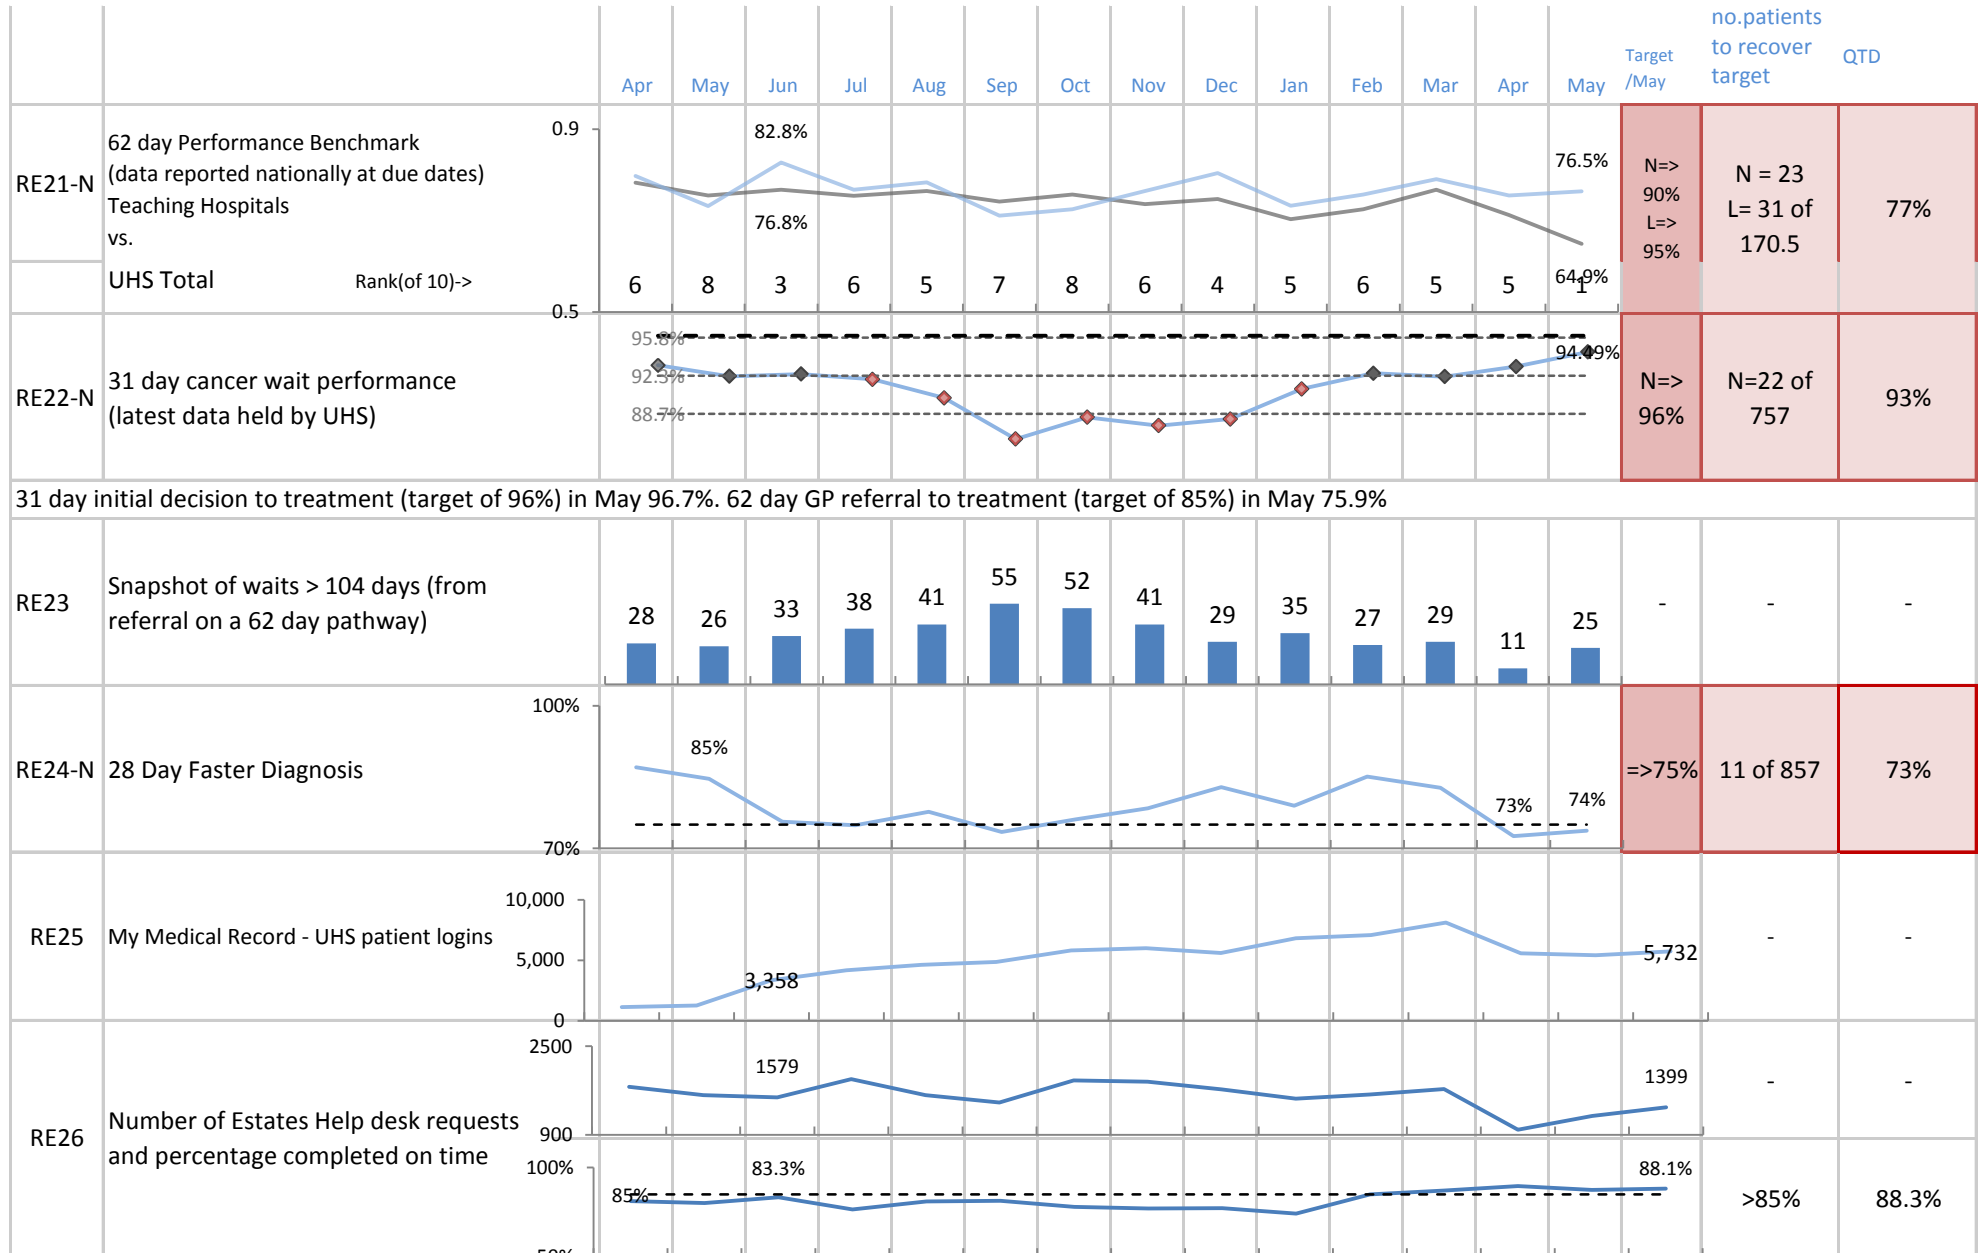 no.patients
to recover
target
Target
/May
QTD
Apr May Jun Jul Aug Sep Oct Nov Dec Jan Feb Mar Apr May
RE21-N
62 day Performance Benchmark
(data reported nationally at due dates)
Teaching Hospitals
vs.
UHS Total Rank(of 10)->
0.9
82.8%
76.8%
76.5%
64.9%
6 8 3 6 5 7 8 6 4 5 6 5 5 1
0.5
N=>
90%
L=>
95%
N = 23
L= 31 of
170.5
77%
RE22-N
31 day cancer wait performance
(latest data held by UHS)
95.8%
92.3%
88.7%
94.49%
N=>
96%
N=22 of
757
93%
31 day initial decision to treatment (target of 96%) in May 96.7%. 62 day GP referral to treatment (target of 85%) in May 75.9%
RE23
Snapshot of waits > 104 days (from
referral on a 62 day pathway)
28 26 33 38 41 55 52 41 29 35 27 29 11 25
- - -
RE24-N
28 Day Faster Diagnosis
100%
85%
73%
74%
70%
=>75%
11 of 857
73%
RE25
My Medical Record - UHS patient logins
10,000
5,000
0
3,358
5,732
- -
RE26
Number of Estates Help desk requests
and percentage completed on time
2500
1579
1399
900
- -
100%
85%
83.3%
88.1%
50%
>85%
88.3%